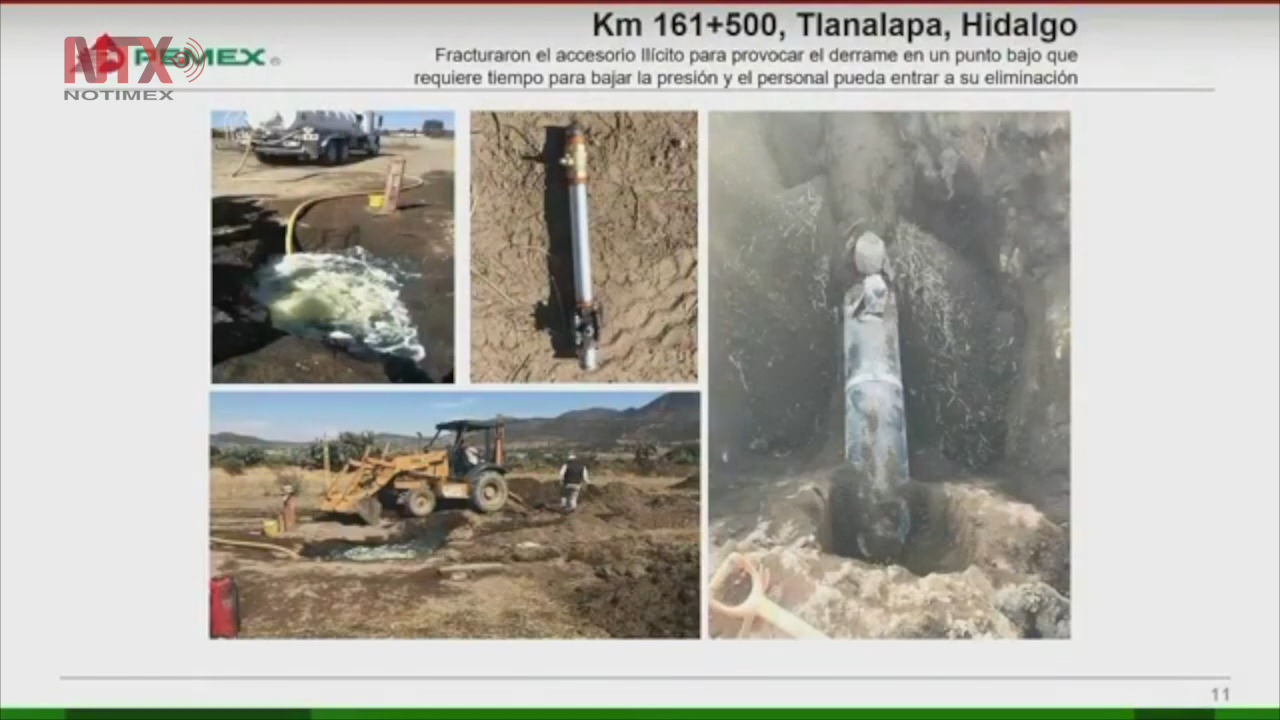 Km 161+500, Tlanalapa, Hidalgo
NTX
PEMEX®
NOTIMEX
Fracturaron el accesorio Ilícito para provocar el derrame en un punto bajo que
requiere tiempo para bajar la presión y el personal pueda entrar a su eliminación
11